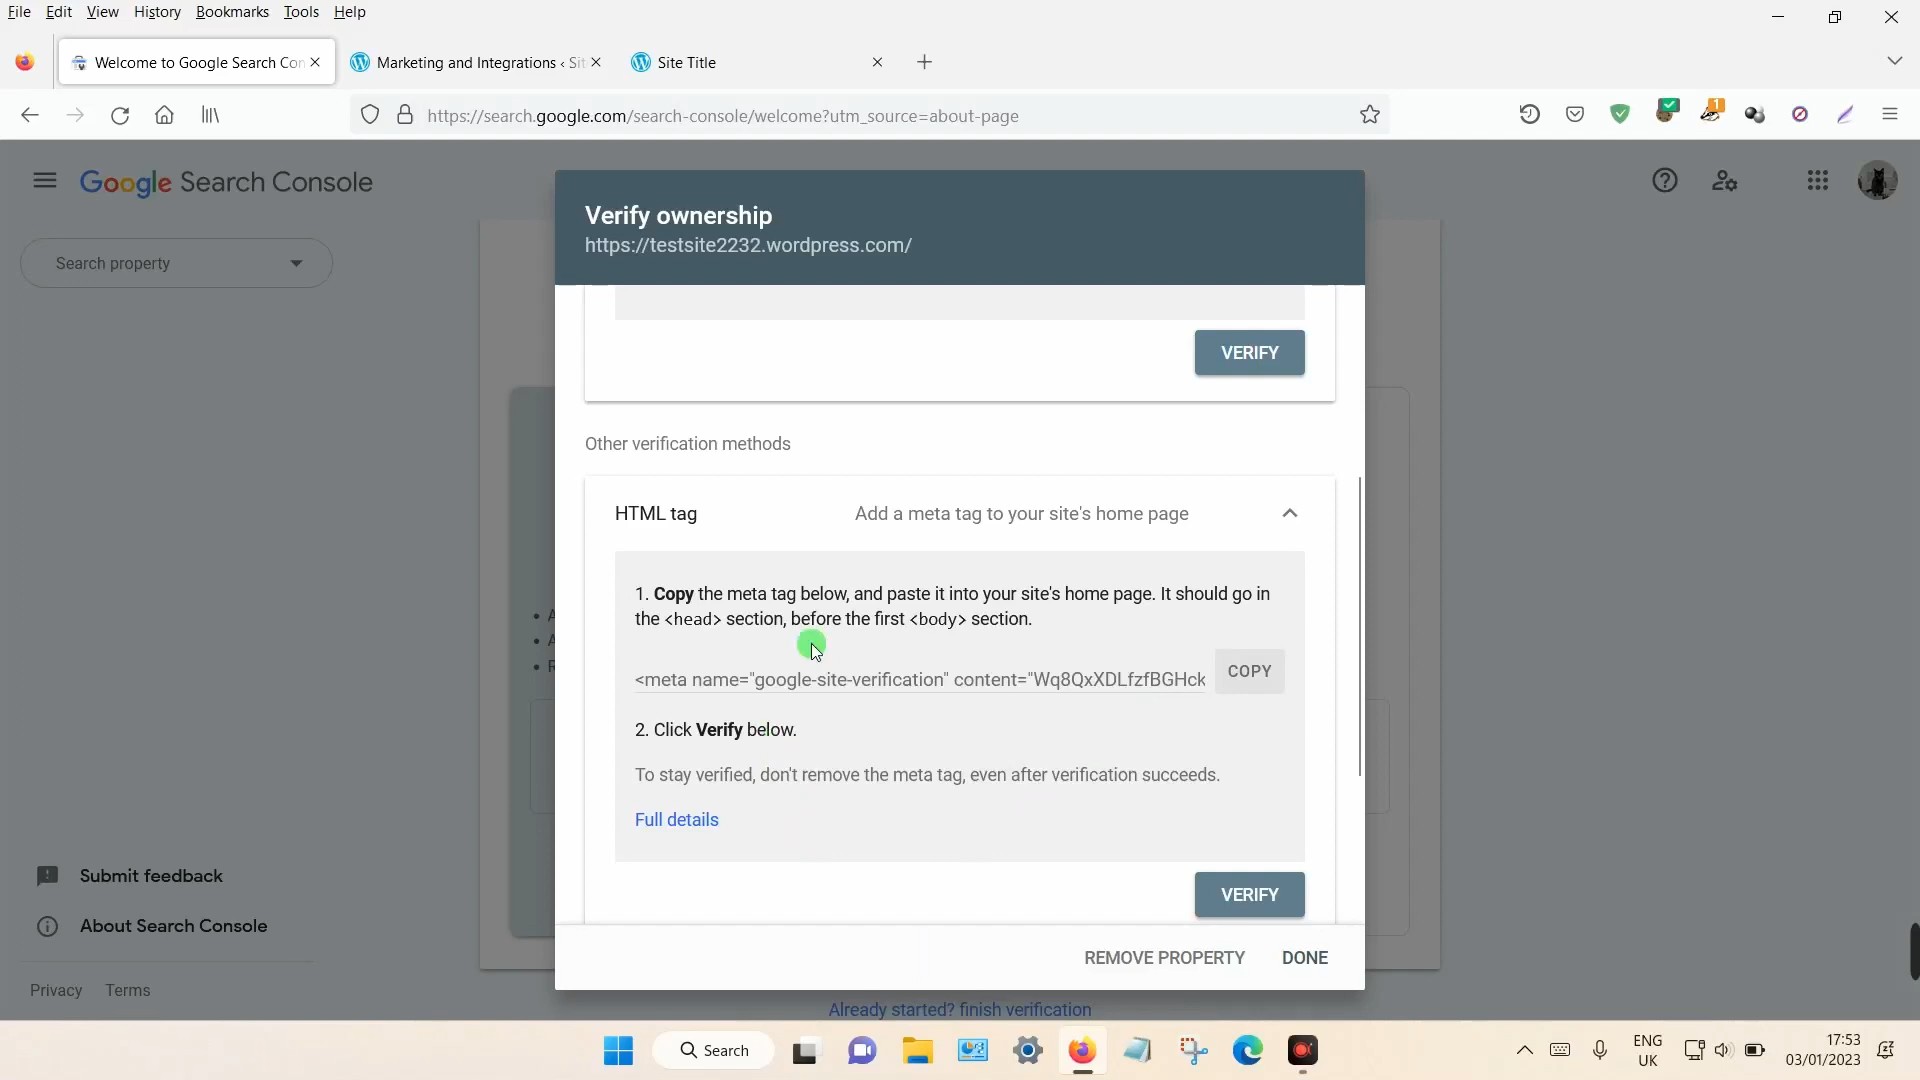 File Edit View History Bookmarks Tools Help
Welcome to Google Search Con
Marketing and Integrations ‹ Sit
Site Title
https://search.google.com/search-console/welcome?utm_source=about-page
1
Google Search Console
Search property
Verify ownership
https://testsite2232.wordpress.com/
VERIFY
Other verification methods
HTML tag
Add a meta tag to your site's home page
1. Copy the meta tag below, and paste it into your site's home page. It should go in
the <head> section, before the first <body> section.
<meta name="google-site-verification" content="Wq8QxXDLfzfBGHck
COPY
2. Click Verify below.
To stay verified, don't remove the meta tag, even after verification succeeds.
Full details
VERIFY
REMOVE PROPERTY
DONE
Already started? finish verification
Submit feedback
About Search Console
Privacy Terms
Search
ENG
UK
17:53
03/01/2023